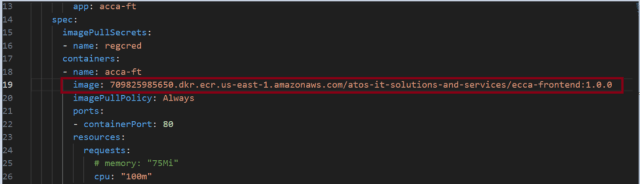 13 app: acca-ft
14 spec:
15 imagePullSecrets:
16 - name: regcred
17 containers:
18 - name: acca-ft
19 image: 709825985650.dkr.ecr.us-east-1.amazonaws.com/atos-it-solutions-and-services/ecca-frontend:1.0.0
20 imagePullPolicy: Always
21 ports:
22 - containerPort: 80
23 resources:
24 requests:
25 # memory: "75Mi"
26 cpu: "100m"